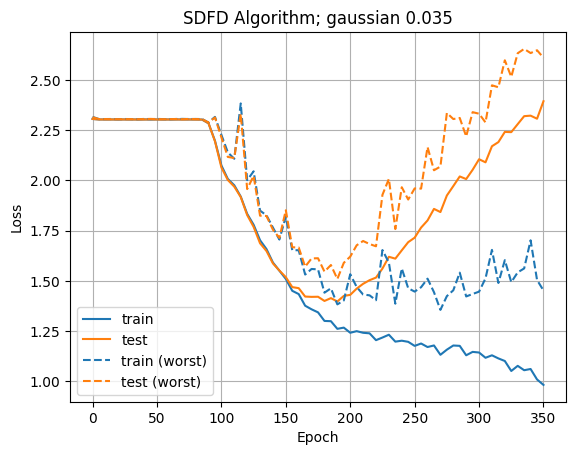 SDFD Algorithm; gaussian 0.035
2.50
2.25
2.00
1.75
1.50
1.25
1.00
Loss
train
test
train (worst)
test (worst)
0 50 100 150 200 250 300 350
Epoch